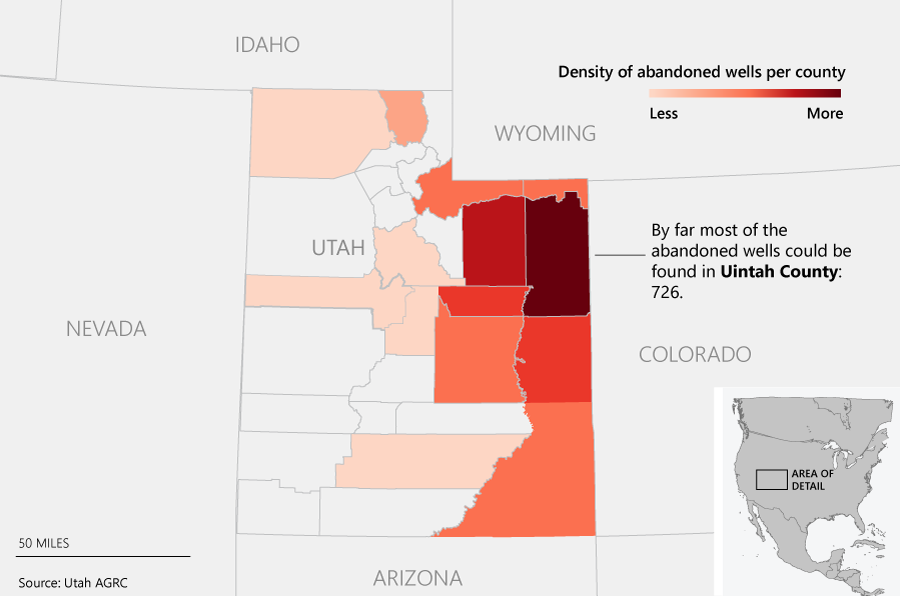 IDAHO
Density of abandoned wells per county
Less More
WYOMING
UTAH
By far most of the
abandoned wells could be
found in Uintah County:
726.
NEVADA
COLORADO
AREA OF
DETAIL
50 MILES
ARIZONA
Source: Utah AGRC